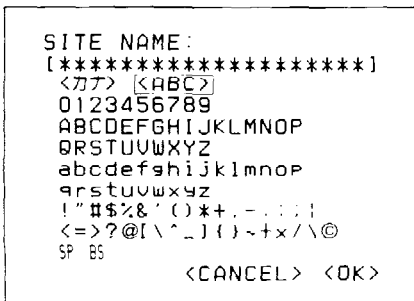 SITE NAME:
[********************]
<カナ> <ABC>
0123456789
ABCDEFGHIJKLMNOP
QRSTUVWXYZ
abcdefghijklmnop
qrstuvwxyz
!"#$%&'()*+,-.:;|
<=>?@[\^_]{}~+×/\©
SP BS
<CANCEL> <OK>